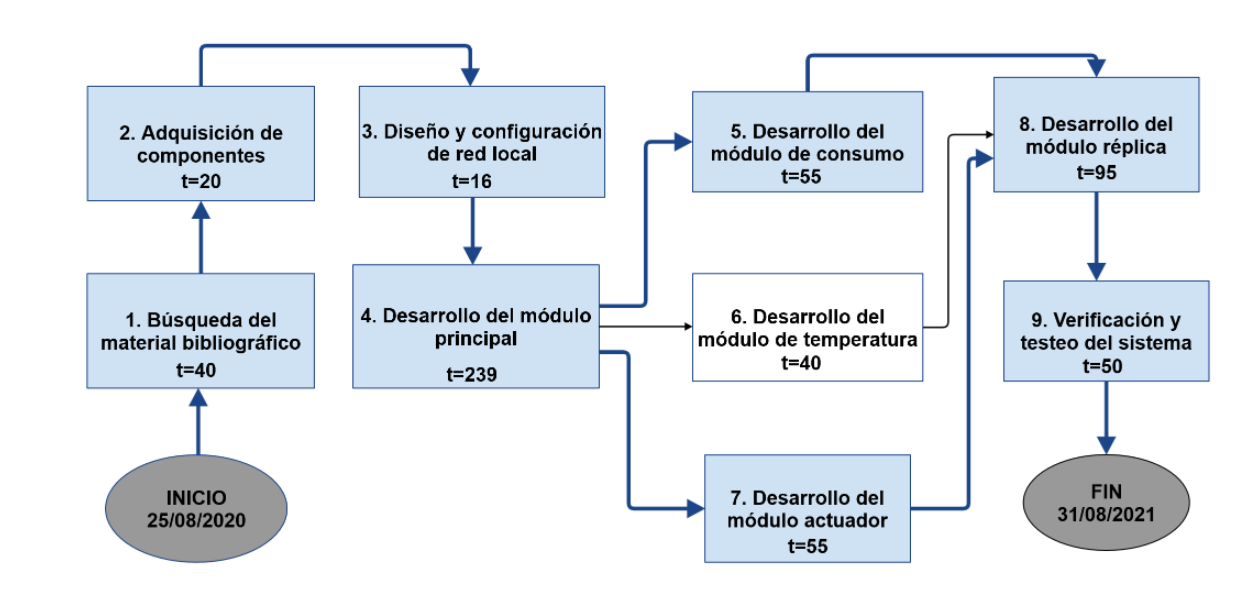 INICIO
25/08/2020
1. Búsqueda del
material bibliográfico
t=40
2. Adquisición de
componentes
t=20
3. Diseño y configuración
de red local
t=16
4. Desarrollo del módulo
principal
t=239
5. Desarrollo del
módulo de consumo
t=55
6. Desarrollo del
módulo de temperatura
t=40
7. Desarrollo del
módulo actuador
t=55
8. Desarrollo del
módulo réplica
t=95
9. Verificación y
testeo del sistema
t=50
FIN
31/08/2021